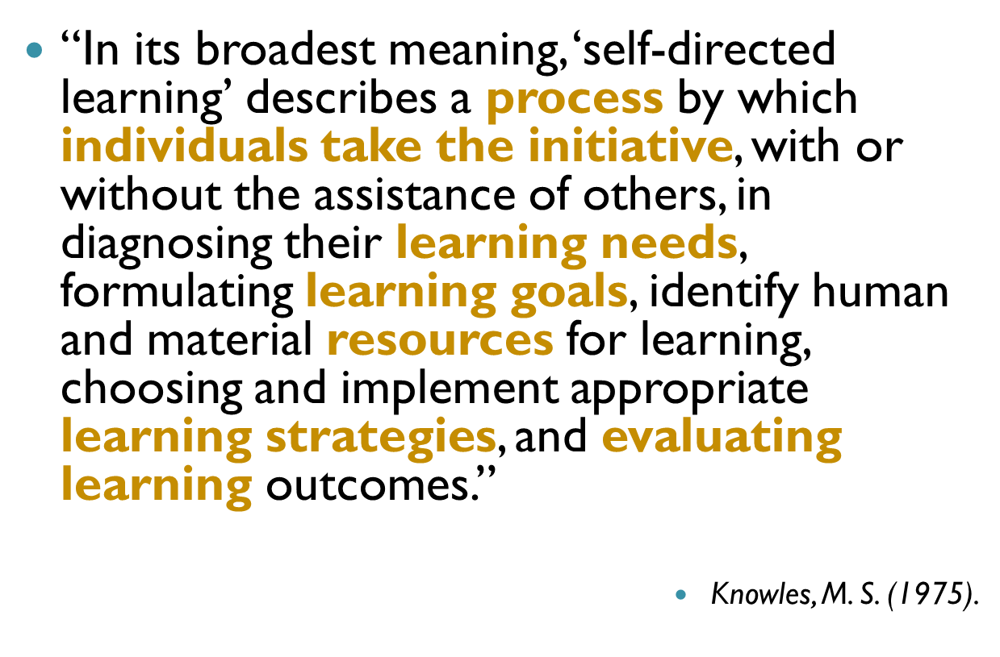 • “In its broadest meaning, ‘self-directed
learning’ describes a process by which
individuals take the initiative, with or
without the assistance of others, in
diagnosing their learning needs,
formulating learning goals, identify human
and material resources for learning,
choosing and implement appropriate
learning strategies, and evaluating
learning outcomes.”
• Knowles, M. S. (1975).